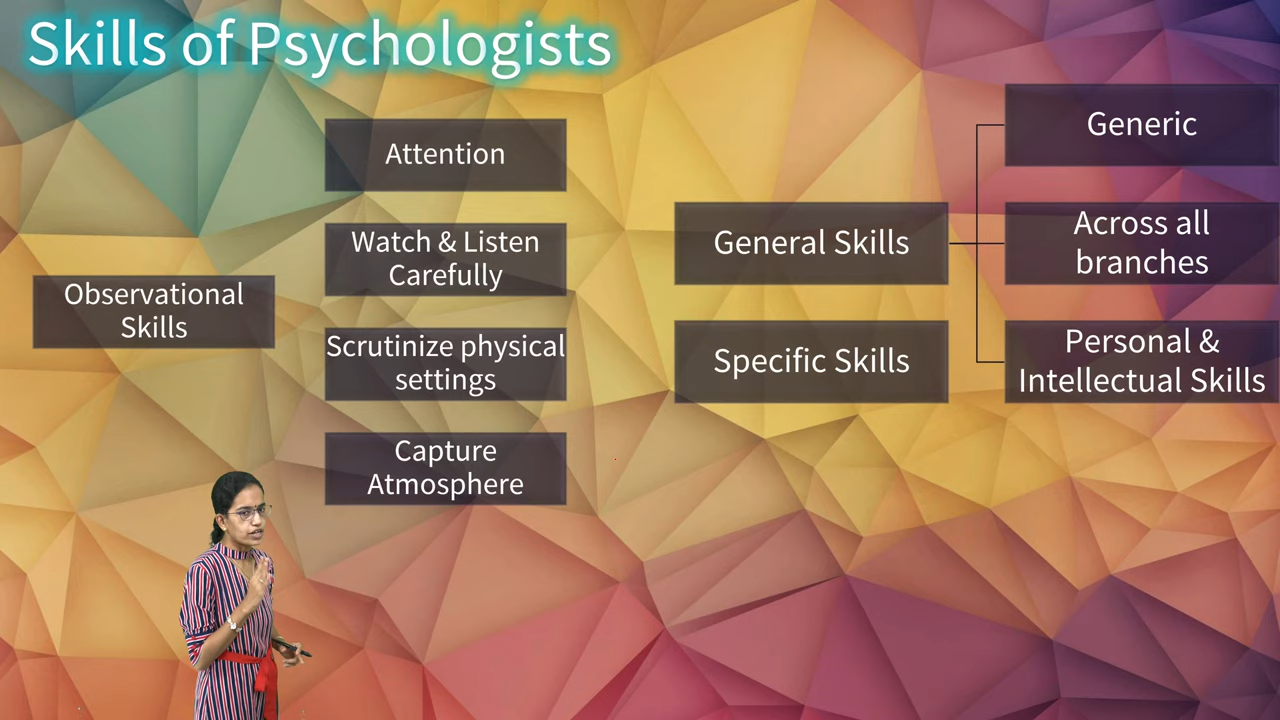 Skills of Psychologists
Observational
Skills
Attention
Watch & Listen
Carefully
Scrutinize physical
settings
Capture
Atmosphere
General Skills
Specific Skills
Generic
Across all
branches
Personal &
Intellectual Skills